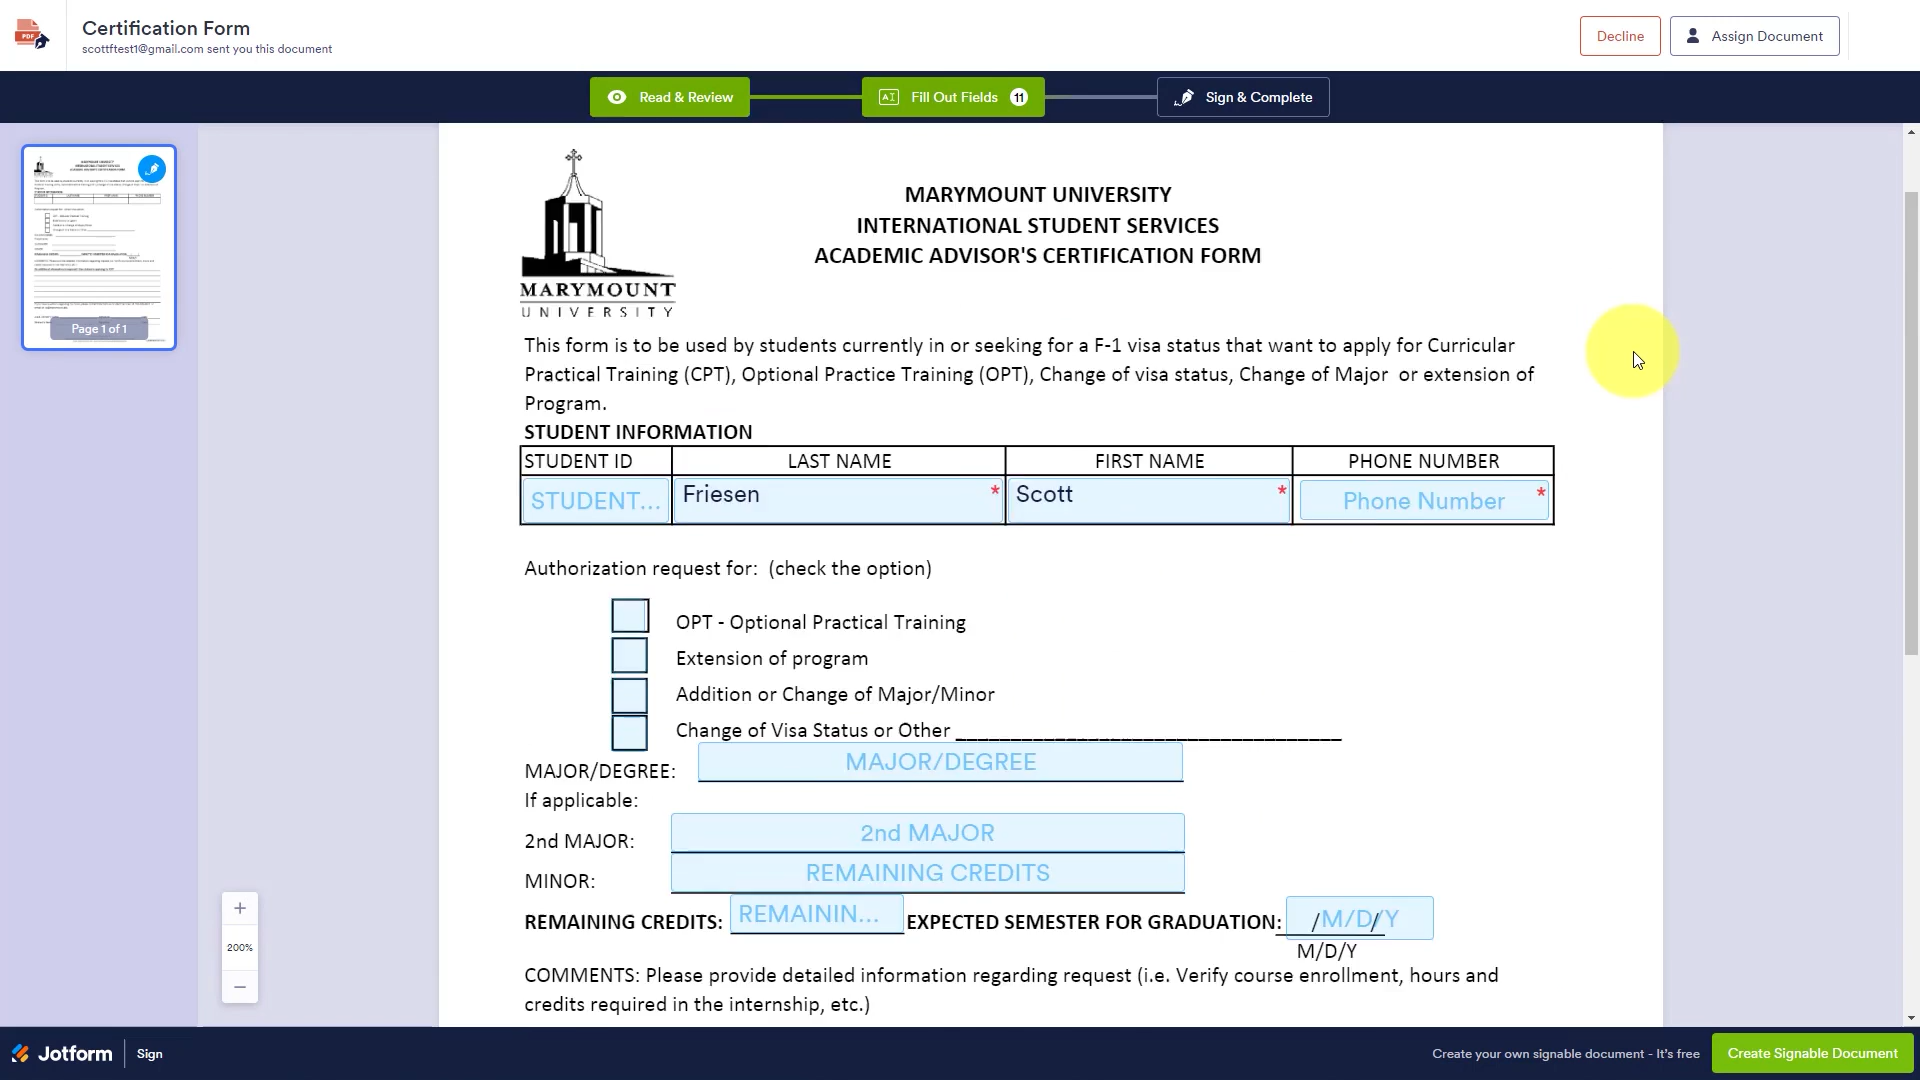 Certification Form
scottftest1@gmail.com sent you this document
Decline
Assign Document
Read & Review
Fill Out Fields 11
Sign & Complete
PDF
Page 1 of 1
MARYMOUNT UNIVERSITY
INTERNATIONAL STUDENT SERVICES
ACADEMIC ADVISOR'S CERTIFICATION FORM
MARYMOUNT
UNIVERSITY
This form is to be used by students currently in or seeking for a F-1 visa status that want to apply for Curricular
Practical Training (CPT), Optional Practice Training (OPT), Change of visa status, Change of Major or extension of
Program.
STUDENT INFORMATION
STUDENT ID LAST NAME FIRST NAME PHONE NUMBER
STUDENT... Friesen * Scott * Phone Number *
Authorization request for: (check the option)
OPT - Optional Practical Training
Extension of program
Addition or Change of Major/Minor
Change of Visa Status or Other ___________________________________
MAJOR/DEGREE: MAJOR/DEGREE
If applicable:
2nd MAJOR: 2nd MAJOR
MINOR: REMAINING CREDITS
REMAINING CREDITS: REMAININ... EXPECTED SEMESTER FOR GRADUATION: M/D/Y
M/D/Y
COMMENTS: Please provide detailed information regarding request (i.e. Verify course enrollment, hours and
credits required in the internship, etc.)
200%
Jotform Sign
Create your own signable document - It's free
Create Signable Document